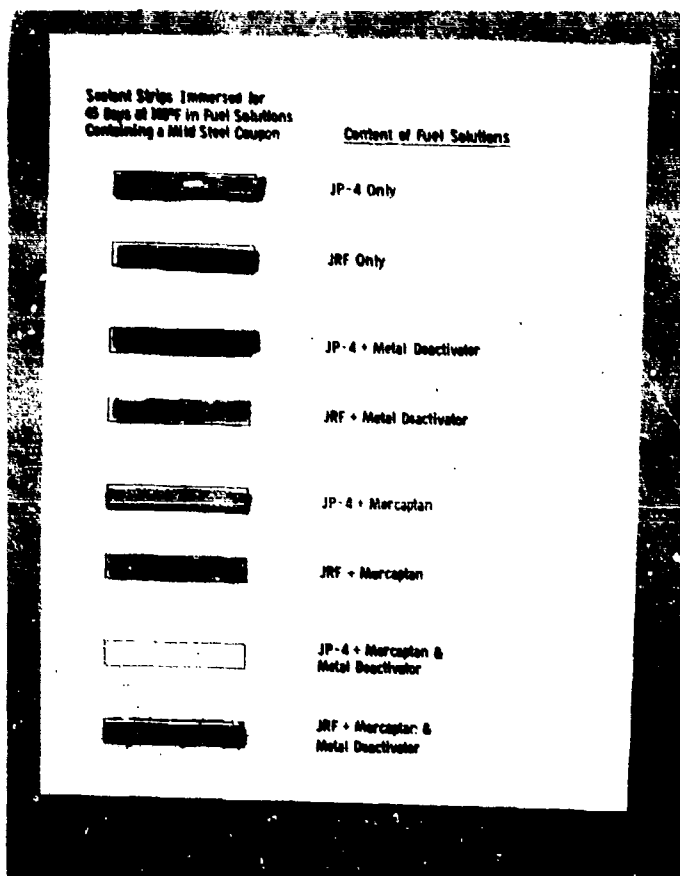 Sealant Strips Immersed for
45 Days at in Fuel Solutions
Containing a Mild Steel Coupon
Content of Fuel Solutions
JP-4 Only
JRF Only
JP-4 + Metal Deactivator
JRF + Metal Deactivator
JP-4 + Mercaptan
JRF + Mercaptan
JP-4 + Mercaptan &
Metal Deactivator
JRF + Mercaptan &
Metal Deactivator